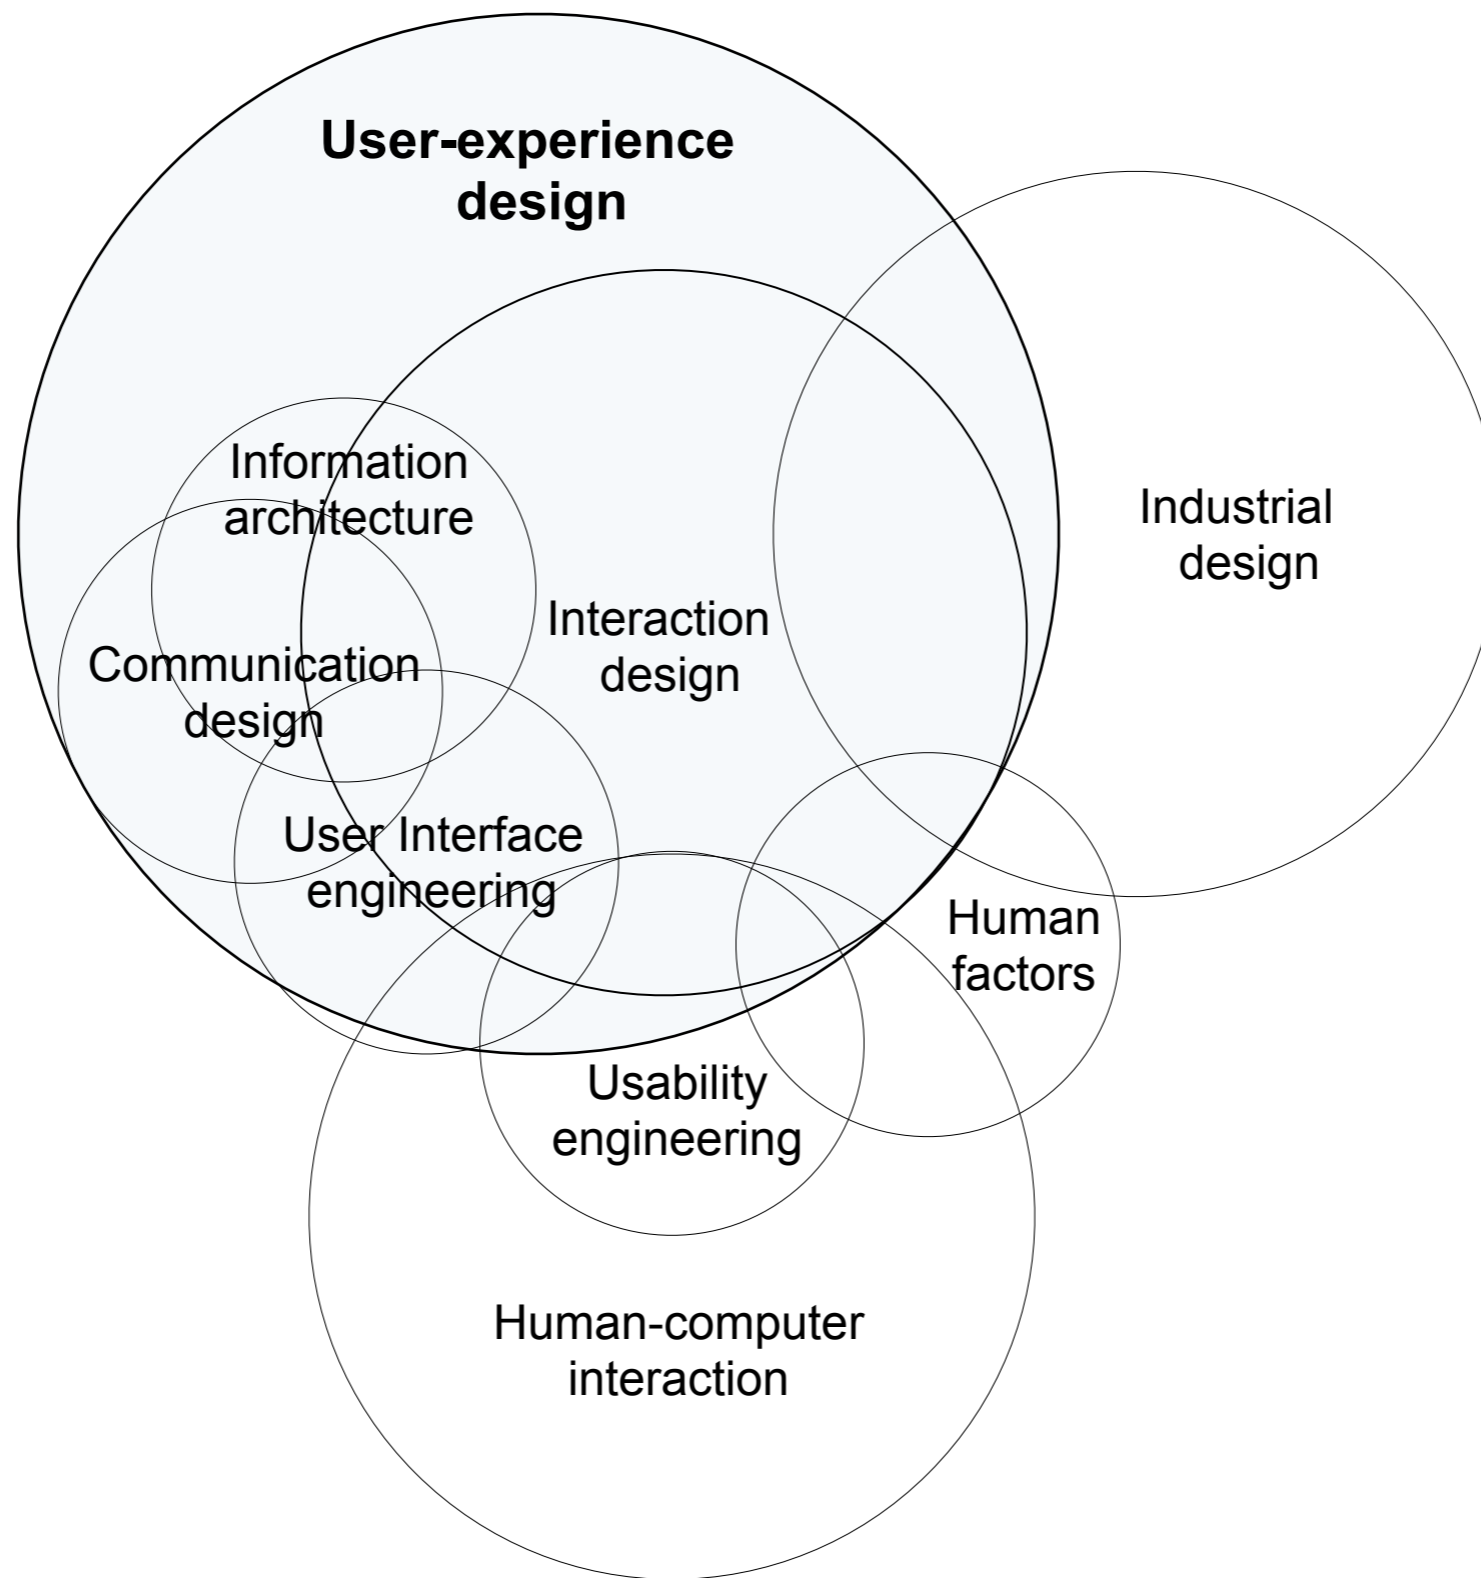 User-experience
design
Information
architecture
Industrial
design
Interaction
design
Communication
design
User Interface
engineering
Human
factors
Usability
engineering
Human-computer
interaction